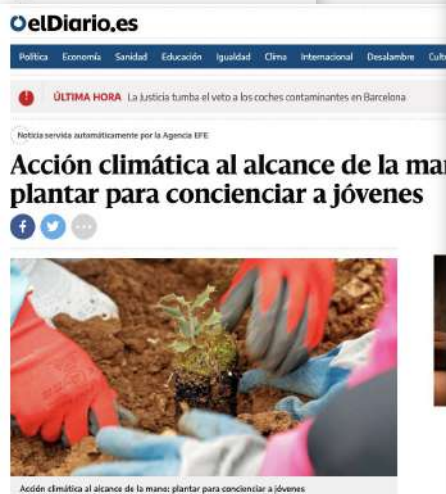 elDiario.es
Política Economía Sanidad Educación Igualdad Clima Internacional Desalambre
ÚLTIMA HORA La Justicia tumba el veto a los coches contaminantes en Barcelona
Noticia servida automáticamente por la Agencia EFE
Acción climática al alcance de la
plantar para concienciar a jóvenes
Acción climática al alcance de la mano: plantar para concienciar a jóvenes